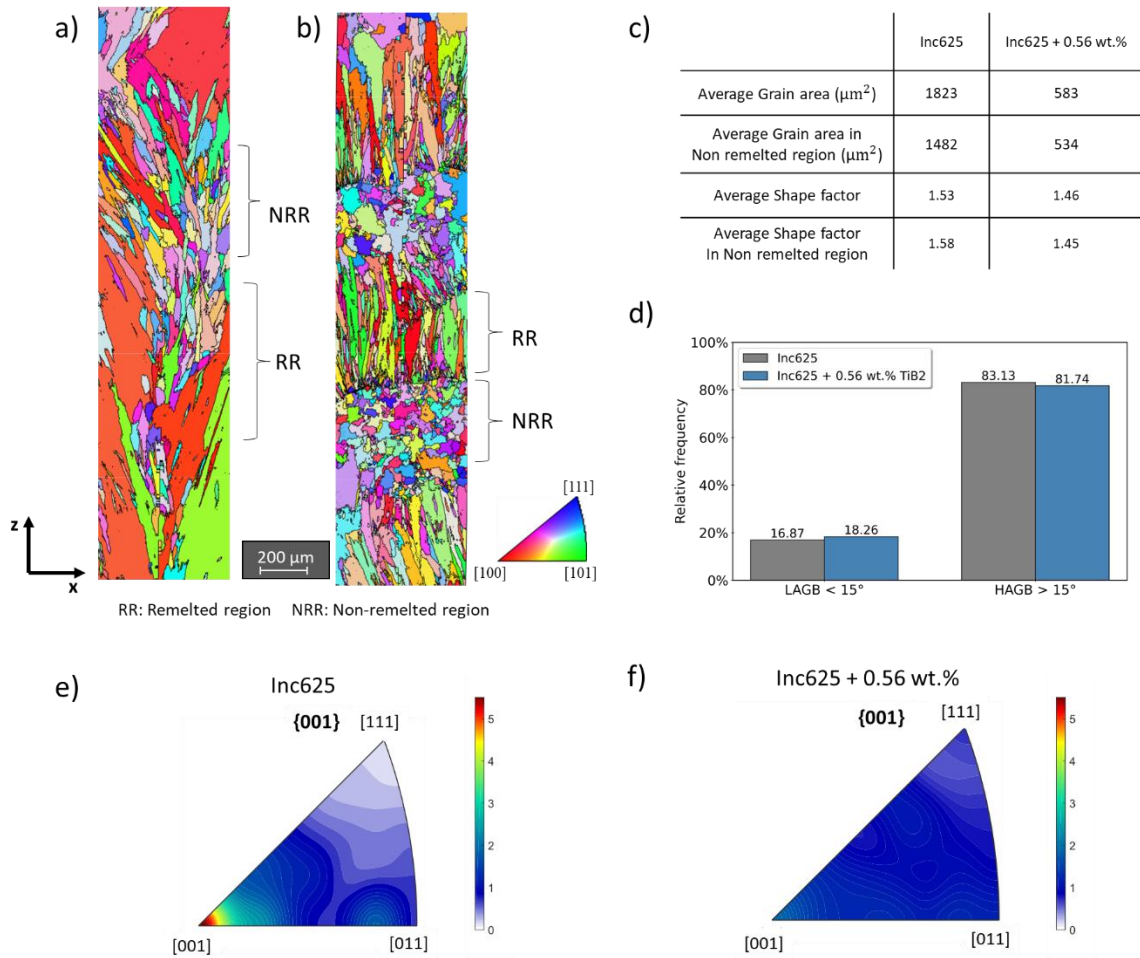 a)
b)
c)
NRR
RR
RR
NRR
z
x
200 µm
[111]
[100]
[101]
RR: Remelted region NRR: Non-remelted region
Inc625 Inc625 + 0.56 wt.%
Average Grain area (µm²) 1823 583
Average Grain area in
Non remelted region (µm²) 1482 534
Average Shape factor 1.53 1.46
Average Shape factor
In Non remelted region 1.58 1.45
d)
Relative frequency
100%
80%
60%
40%
20%
0%
Inc625
Inc625 + 0.56 wt.% TiB2
16.87
18.26
83.13
81.74
LAGB < 15°
HAGB > 15°
e)
Inc625
{001}
[111]
[001]
[011]
5
4
3
2
1
0
f)
Inc625 + 0.56 wt.%
{001}
[111]
[001]
[011]
5
4
3
2
1
0